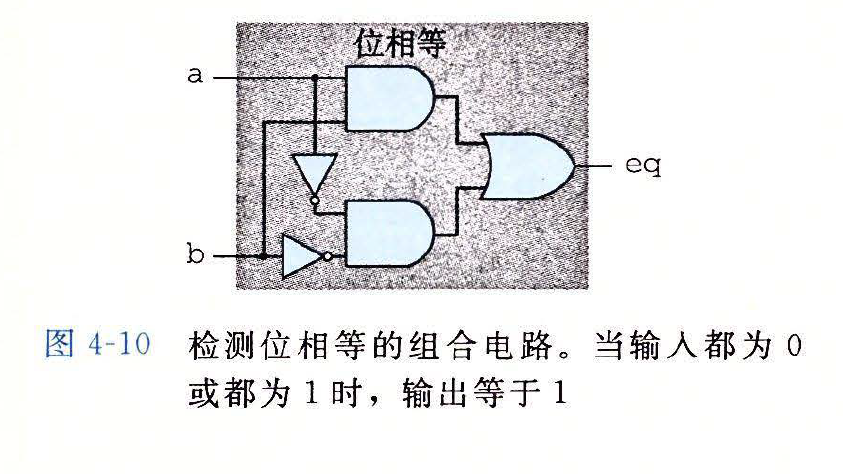 位相等
a
eq
b
图 4-10 检测位相等的组合电路。当输入都为 0
或都为 1 时，输出等于 1